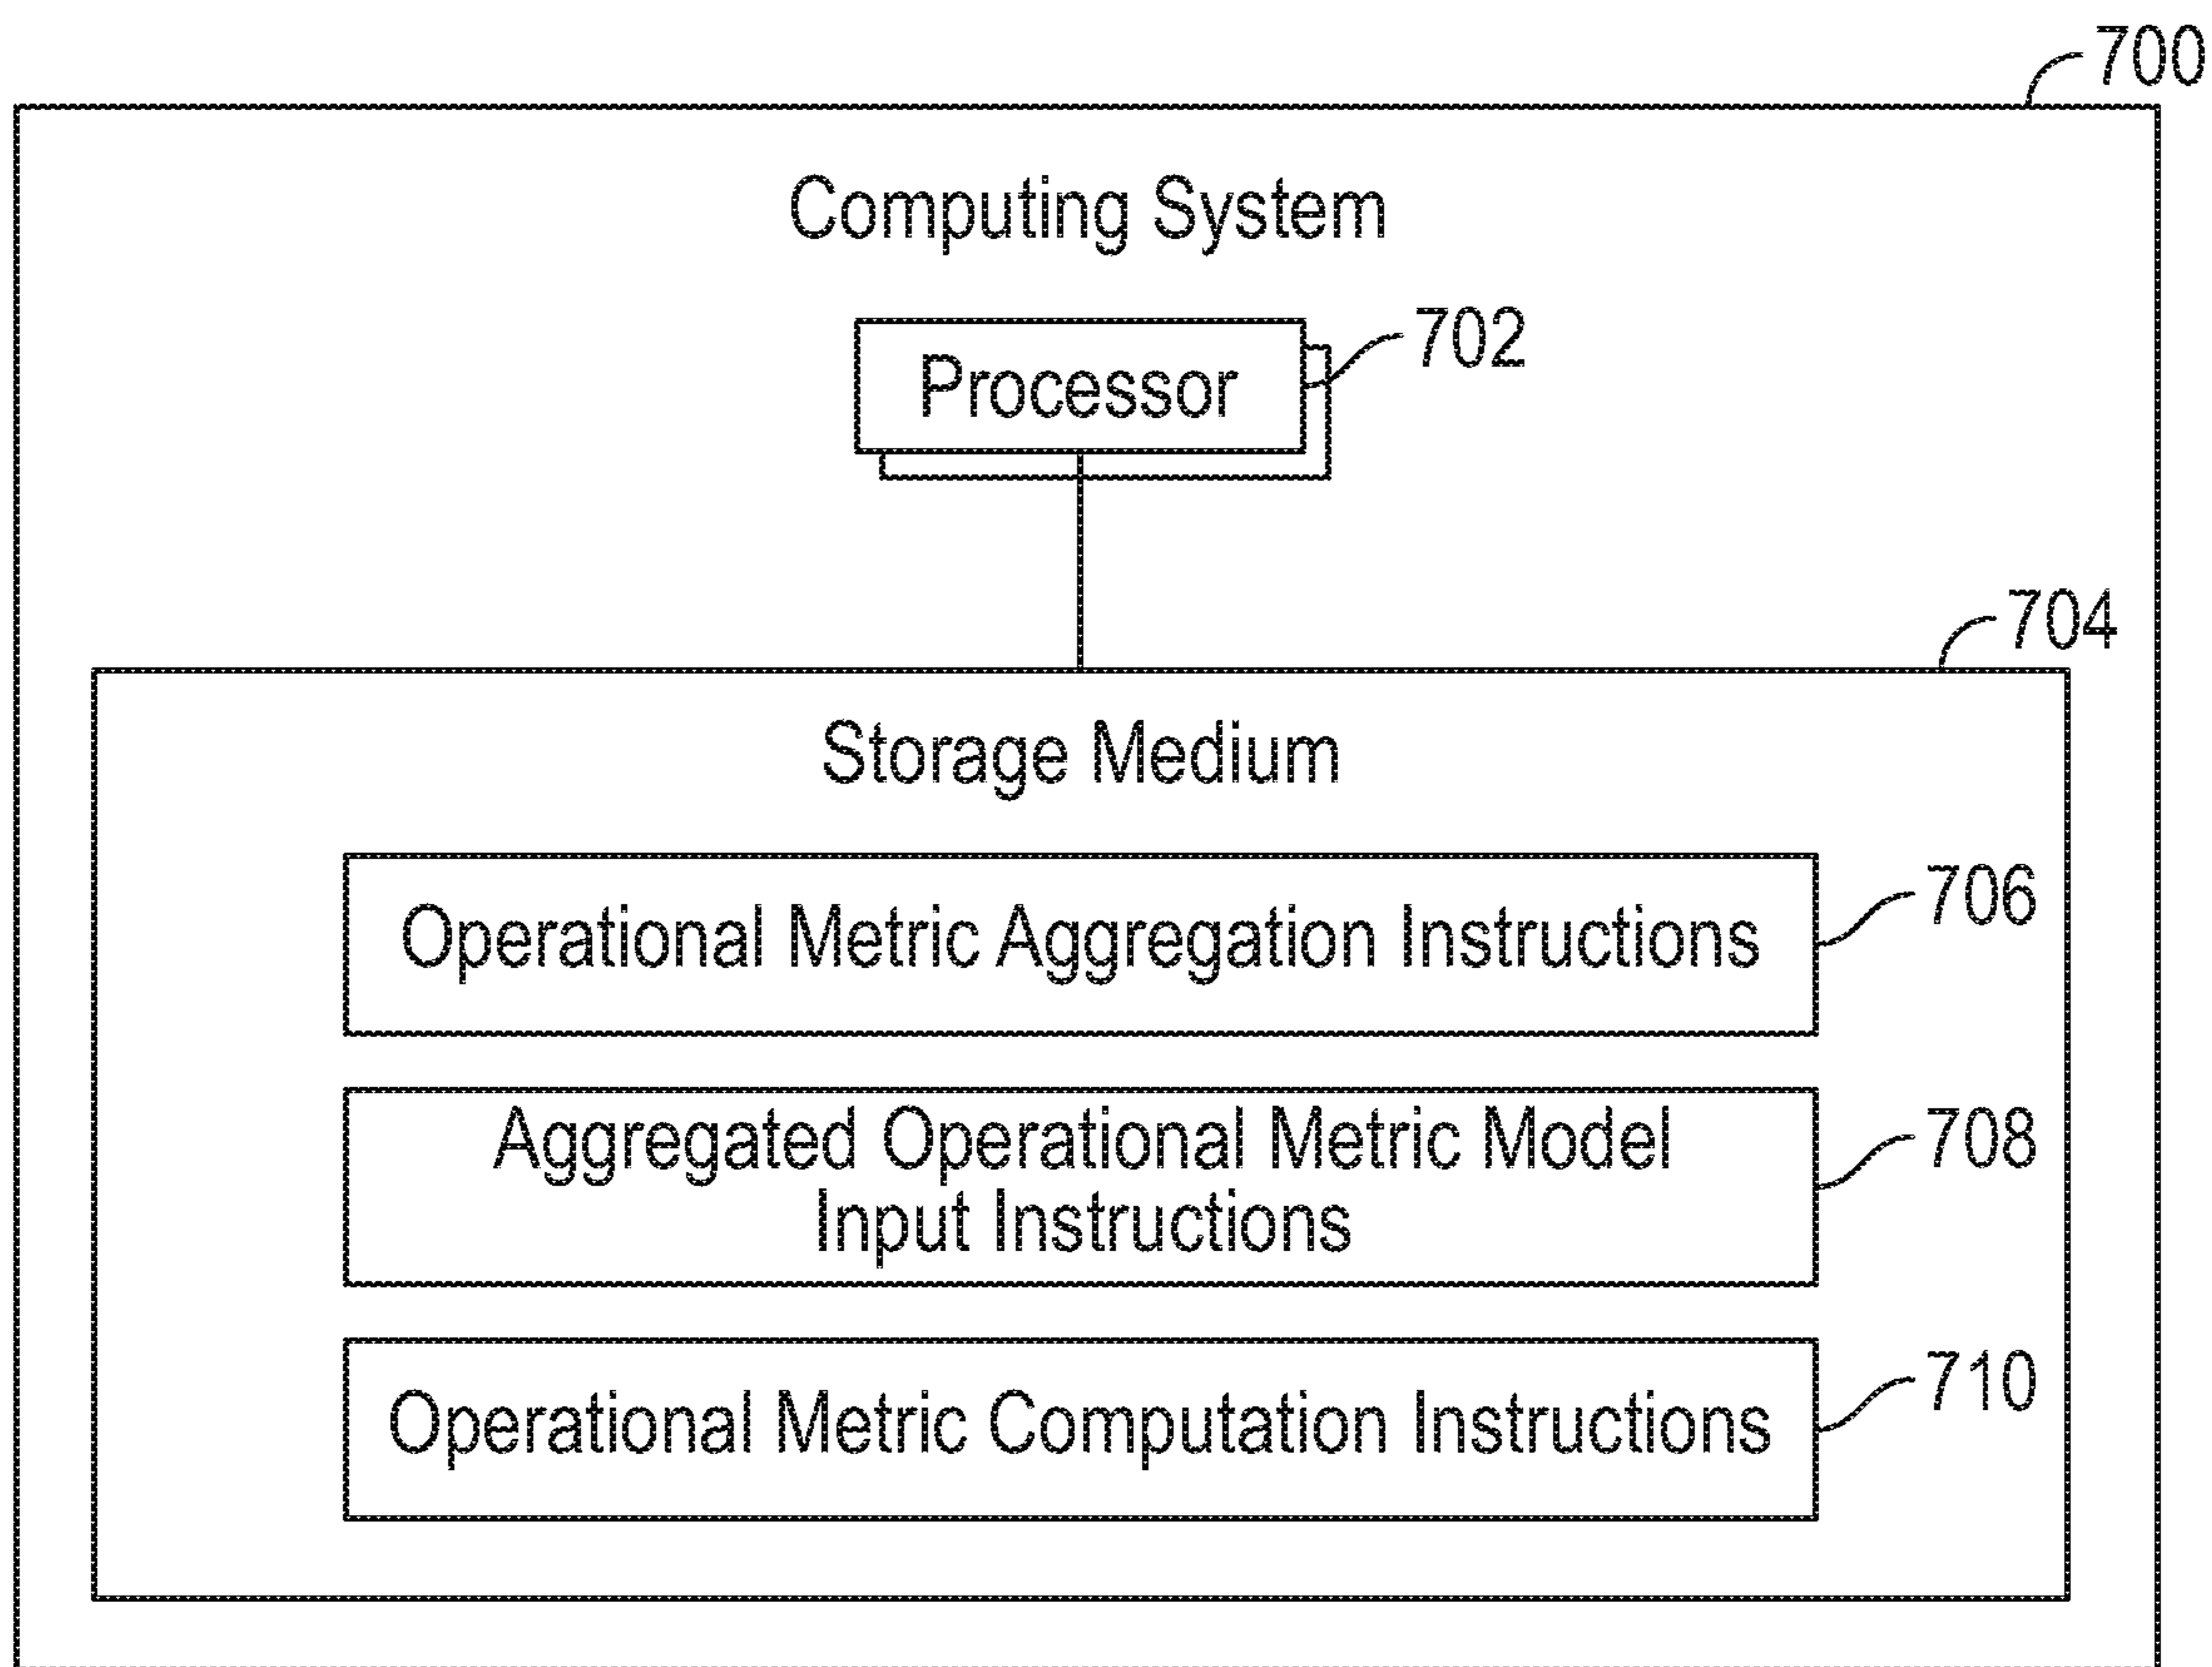 700
Computing System
Processor
702
704
Storage Medium
Operational Metric Aggregation Instructions
706
Aggregated Operational Metric Model
Input Instructions
708
Operational Metric Computation Instructions
710